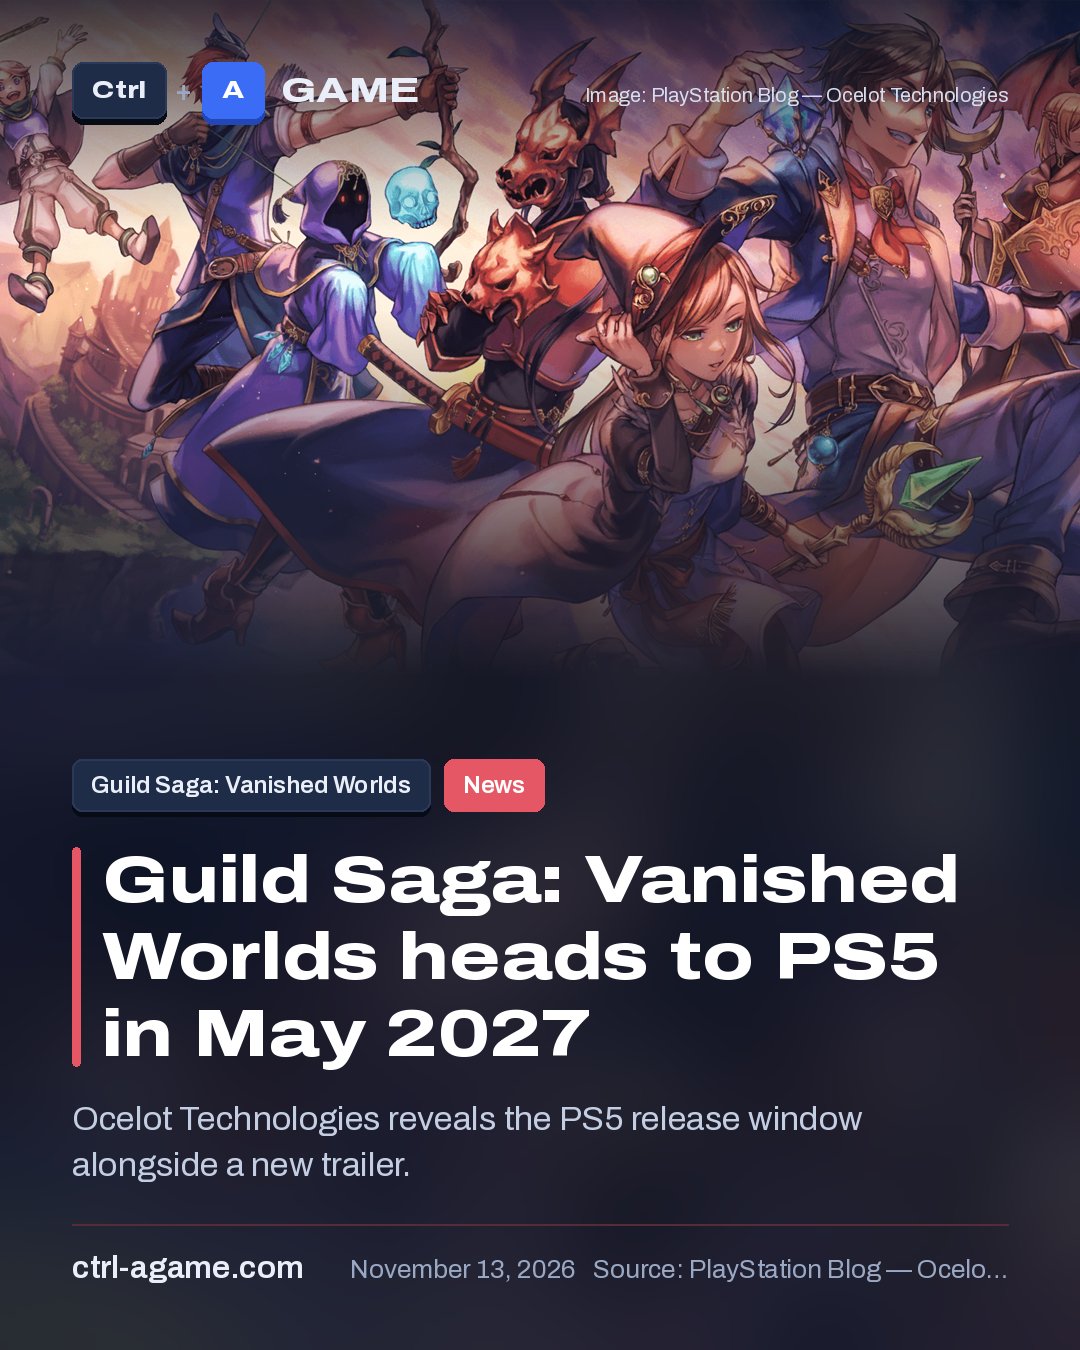 Ctrl + A GAME
Image: PlayStation Blog — Ocelot Technologies
Guild Saga: Vanished Worlds
News
Guild Saga: Vanished
Worlds heads to PS5
in May 2027
Ocelot Technologies reveals the PS5 release window
alongside a new trailer.
ctrl-agame.com
November 13, 2026
Source: PlayStation Blog — Ocelo...